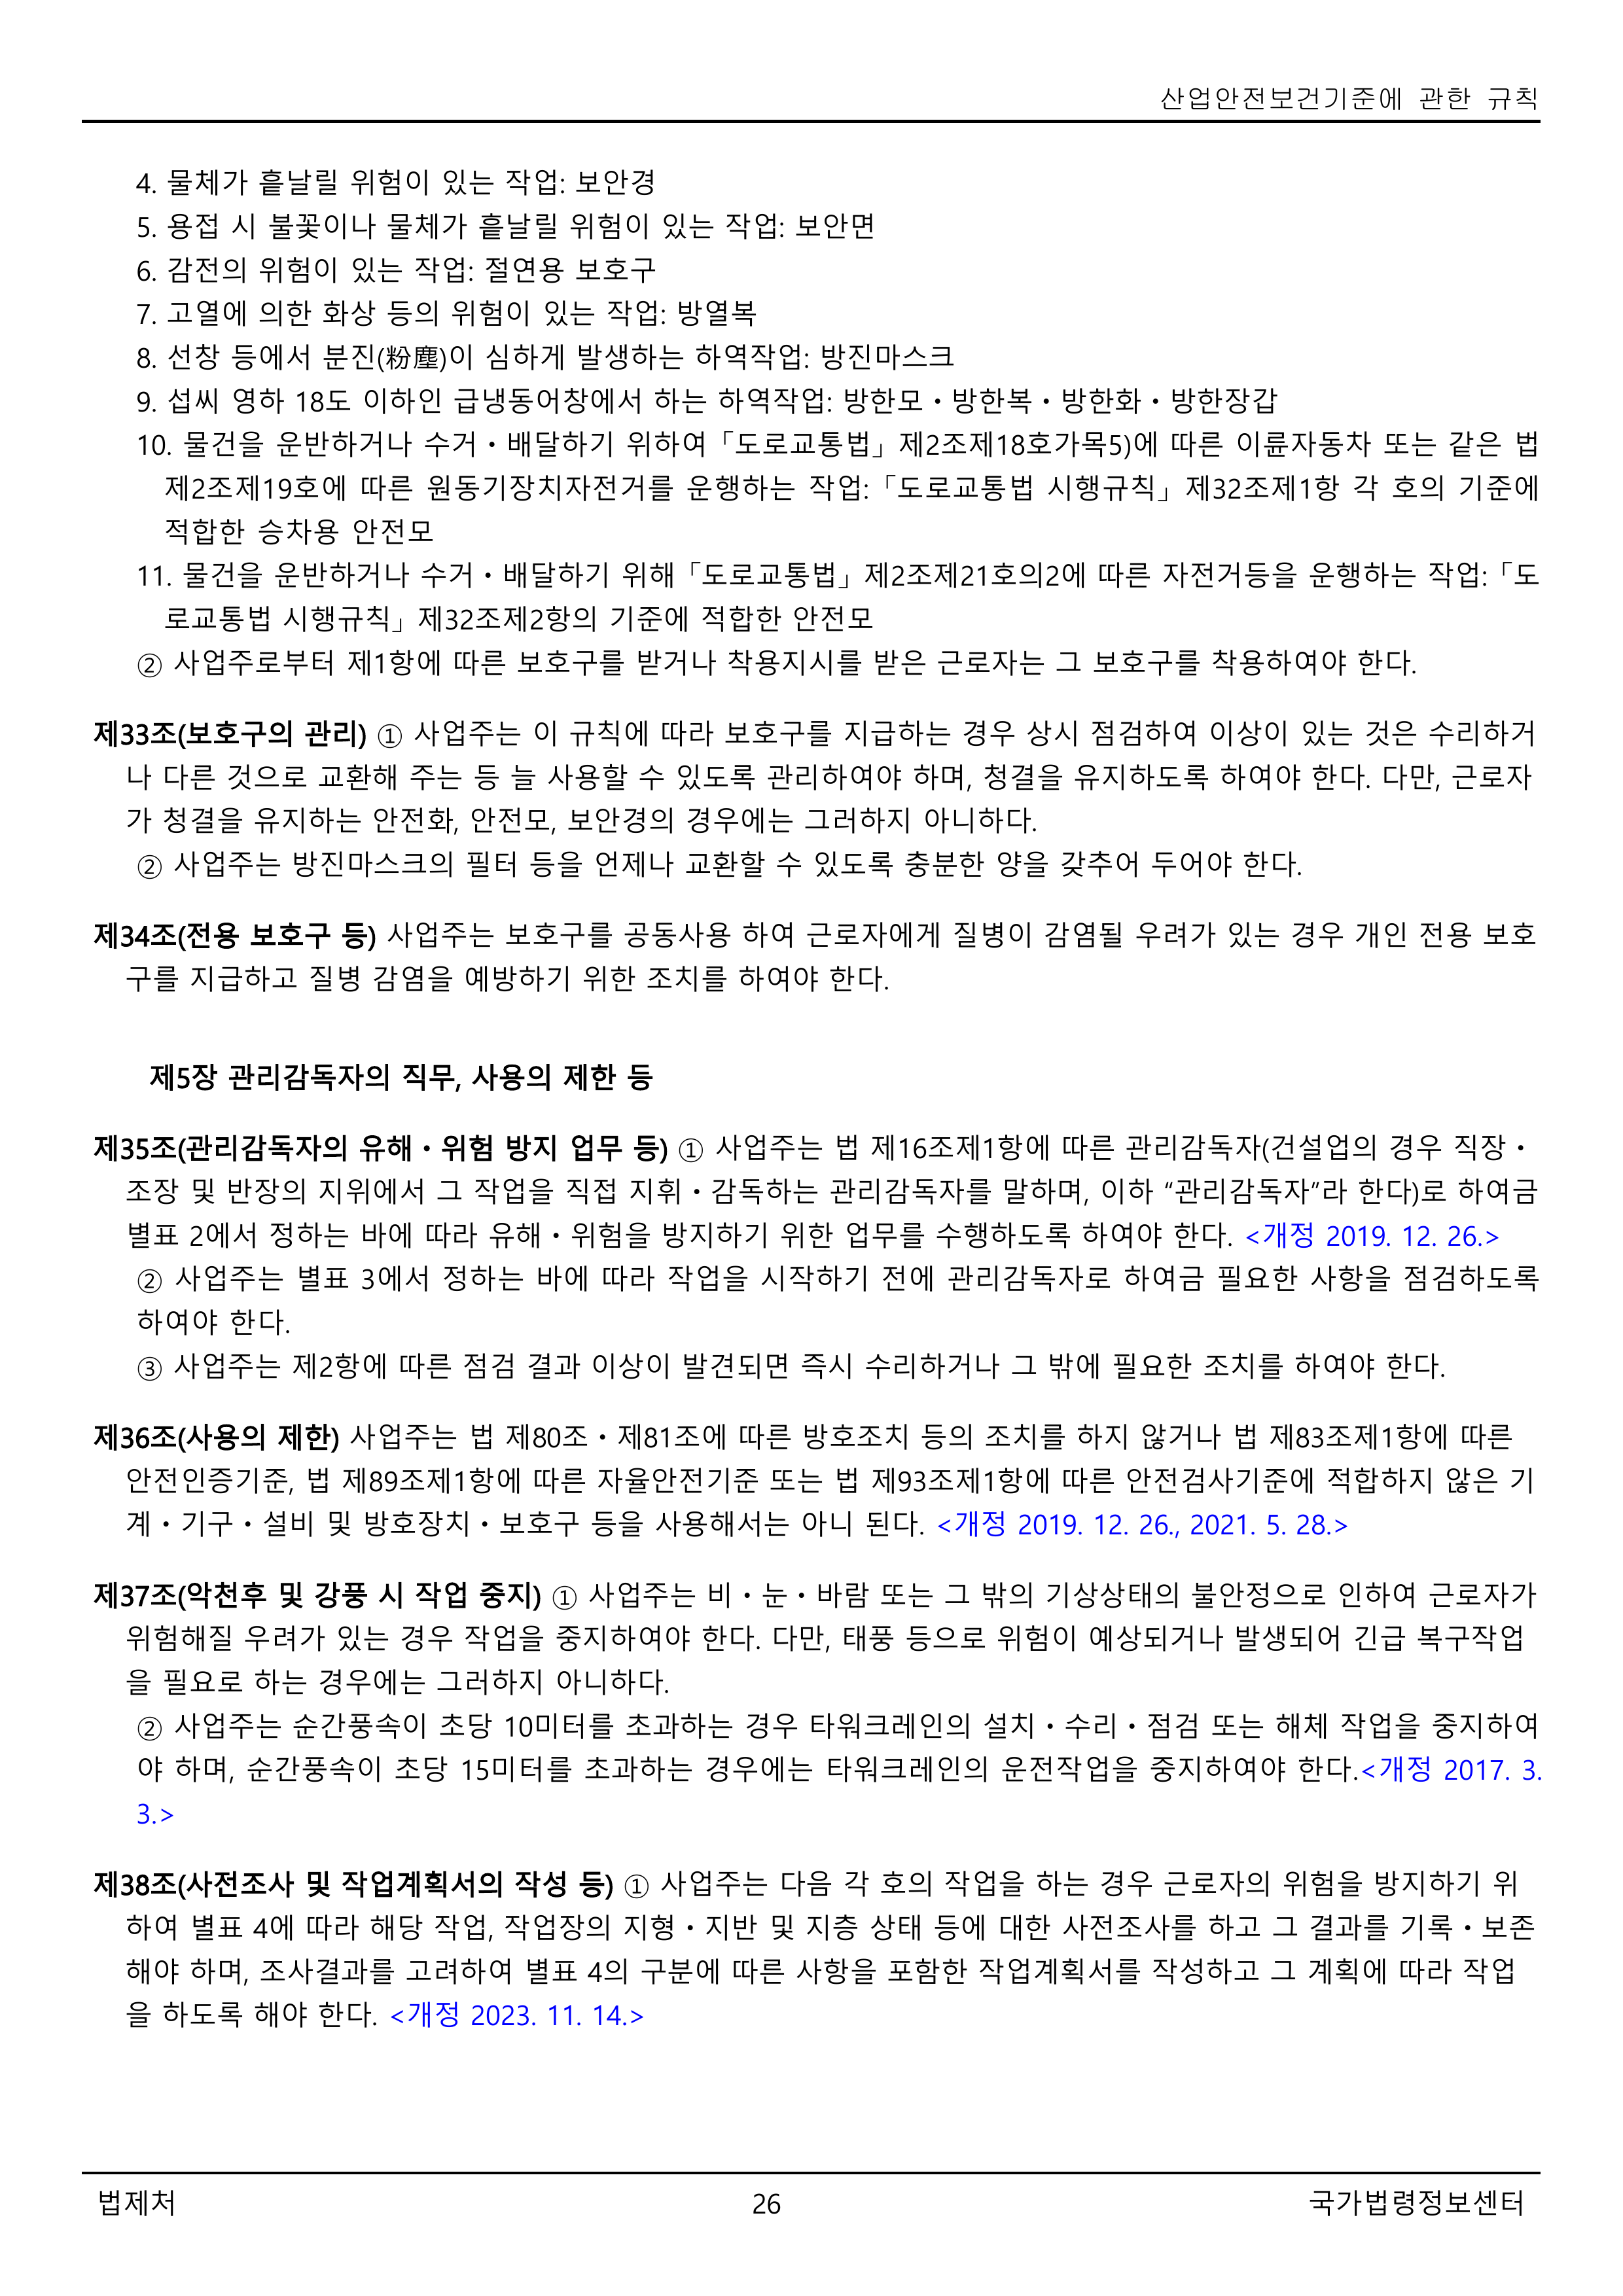 산업안전보건기준에 관한 규칙
4. 물체가 흩날릴 위험이 있는 작업: 보안경
5. 용접 시 불꽃이나 물체가 흩날릴 위험이 있는 작업: 보안면
6. 감전의 위험이 있는 작업: 절연용 보호구
7. 고열에 의한 화상 등의 위험이 있는 작업: 방열복
8. 선창 등에서 분진(粉塵)이 심하게 발생하는 하역작업: 방진마스크
9. 섭씨 영하 18도 이하인 급냉동어창에서 하는 하역작업: 방한모ㆍ방한복ㆍ방한화ㆍ방한장갑
10. 물건을 운반하거나 수거ㆍ배달하기 위하여 「도로교통법」 제2조제18호가목5)에 따른 이륜자동차 또는 같은 법
제2조제19호에 따른 원동기장치자전거를 운행하는 작업: 「도로교통법 시행규칙」 제32조제1항 각 호의 기준에
적합한 승차용 안전모
11. 물건을 운반하거나 수거ㆍ배달하기 위해 「도로교통법」 제2조제21호의2에 따른 자전거등을 운행하는 작업: 「도
로교통법 시행규칙」 제32조제2항의 기준에 적합한 안전모
② 사업주로부터 제1항에 따른 보호구를 받거나 착용지시를 받은 근로자는 그 보호구를 착용하여야 한다.
제33조(보호구의 관리) ① 사업주는 이 규칙에 따라 보호구를 지급하는 경우 상시 점검하여 이상이 있는 것은 수리하거
나 다른 것으로 교환해 주는 등 늘 사용할 수 있도록 관리하여야 하며, 청결을 유지하도록 하여야 한다. 다만, 근로자
가 청결을 유지하는 안전화, 안전모, 보안경의 경우에는 그러하지 아니하다.
② 사업주는 방진마스크의 필터 등을 언제나 교환할 수 있도록 충분한 양을 갖추어 두어야 한다.
제34조(전용 보호구 등) 사업주는 보호구를 공동사용 하여 근로자에게 질병이 감염될 우려가 있는 경우 개인 전용 보호
구를 지급하고 질병 감염을 예방하기 위한 조치를 하여야 한다.
제5장 관리감독자의 직무, 사용의 제한 등
제35조(관리감독자의 유해ㆍ위험 방지 업무 등) ① 사업주는 법 제16조제1항에 따른 관리감독자(건설업의 경우 직장ㆍ
조장 및 반장의 지위에서 그 작업을 직접 지휘ㆍ감독하는 관리감독자를 말하며, 이하 “관리감독자”라 한다)로 하여금
별표 2에서 정하는 바에 따라 유해ㆍ위험을 방지하기 위한 업무를 수행하도록 하여야 한다. <개정 2019. 12. 26.>
② 사업주는 별표 3에서 정하는 바에 따라 작업을 시작하기 전에 관리감독자로 하여금 필요한 사항을 점검하도록
하여야 한다.
③ 사업주는 제2항에 따른 점검 결과 이상이 발견되면 즉시 수리하거나 그 밖에 필요한 조치를 하여야 한다.
제36조(사용의 제한) 사업주는 법 제80조ㆍ제81조에 따른 방호조치 등의 조치를 하지 않거나 법 제83조제1항에 따른
안전인증기준, 법 제89조제1항에 따른 자율안전기준 또는 법 제93조제1항에 따른 안전검사기준에 적합하지 않은 기
계ㆍ기구ㆍ설비 및 방호장치ㆍ보호구 등을 사용해서는 아니 된다. <개정 2019. 12. 26., 2021. 5. 28.>
제37조(악천후 및 강풍 시 작업 중지) ① 사업주는 비ㆍ눈ㆍ바람 또는 그 밖의 기상상태의 불안정으로 인하여 근로자가
위험해질 우려가 있는 경우 작업을 중지하여야 한다. 다만, 태풍 등으로 위험이 예상되거나 발생되어 긴급 복구작업
을 필요로 하는 경우에는 그러하지 아니하다.
② 사업주는 순간풍속이 초당 10미터를 초과하는 경우 타워크레인의 설치ㆍ수리ㆍ점검 또는 해체 작업을 중지하여
야 하며, 순간풍속이 초당 15미터를 초과하는 경우에는 타워크레인의 운전작업을 중지하여야 한다.<개정 2017. 3.
3.>
제38조(사전조사 및 작업계획서의 작성 등) ① 사업주는 다음 각 호의 작업을 하는 경우 근로자의 위험을 방지하기 위
하여 별표 4에 따라 해당 작업, 작업장의 지형ㆍ지반 및 지층 상태 등에 대한 사전조사를 하고 그 결과를 기록ㆍ보존
해야 하며, 조사결과를 고려하여 별표 4의 구분에 따른 사항을 포함한 작업계획서를 작성하고 그 계획에 따라 작업
을 하도록 해야 한다. <개정 2023. 11. 14.>
법제처
26
국가법령정보센터